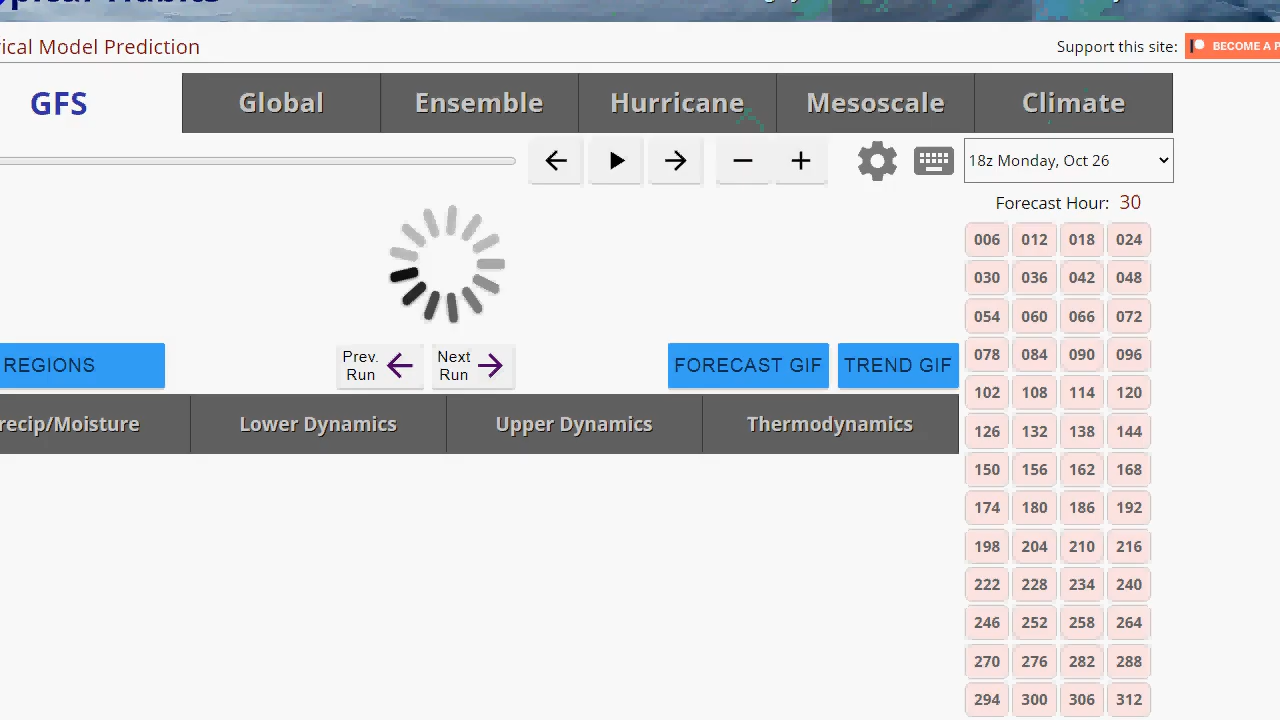 ical Model Prediction
Support this site:
BECOME A P
GFS
Global
Ensemble
Hurricane
Mesoscale
Climate
18z Monday, Oct 26
Forecast Hour: 30
006 012 018 024
030 036 042 048
054 060 066 072
078 084 090 096
102 108 114 120
126 132 138 144
150 156 162 168
174 180 186 192
198 204 210 216
222 228 234 240
246 252 258 264
270 276 282 288
294 300 306 312
REGIONS
Prev.
Run
Next
Run
FORECAST GIF
TREND GIF
recip/Moisture
Lower Dynamics
Upper Dynamics
Thermodynamics